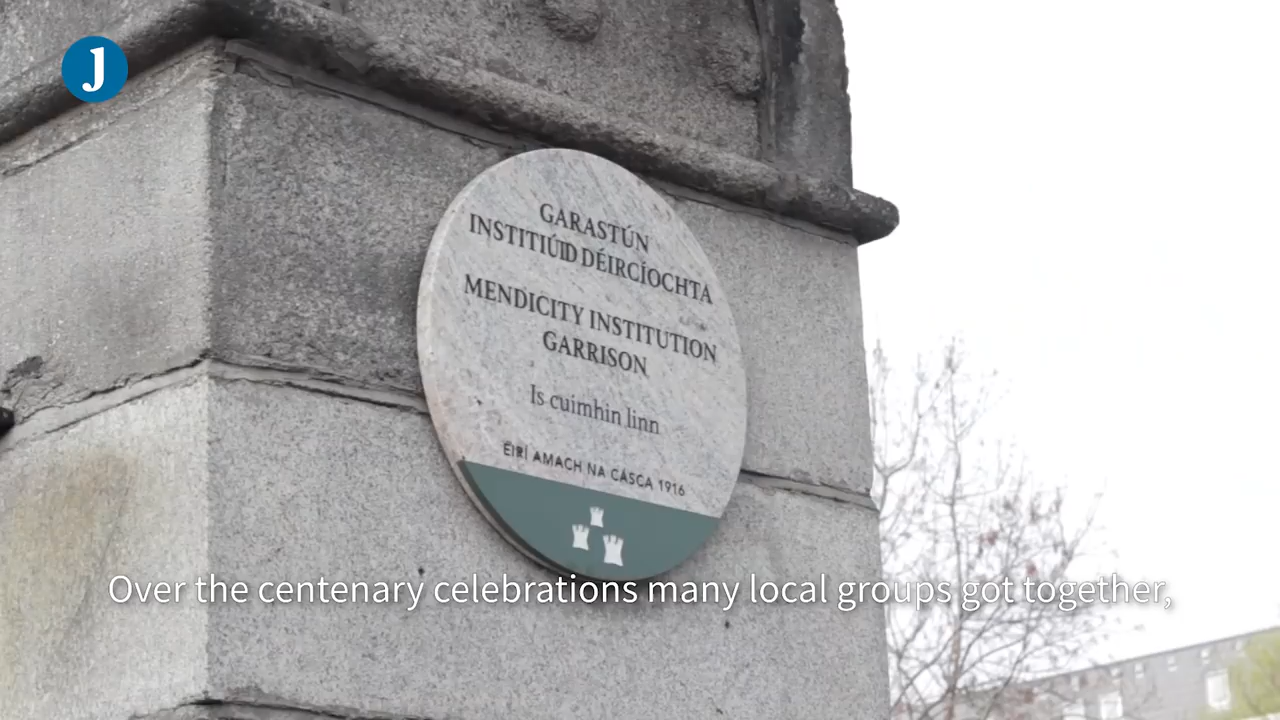 J
GARASTÚN
INSTITIÚID DÉIRCÍOCHTA
MENDICITY INSTITUTION
GARRISON
Is cuimhin linn
ÉIRÍ AMACH NA CÁSCA 1916
Over the centenary celebrations many local groups got together,